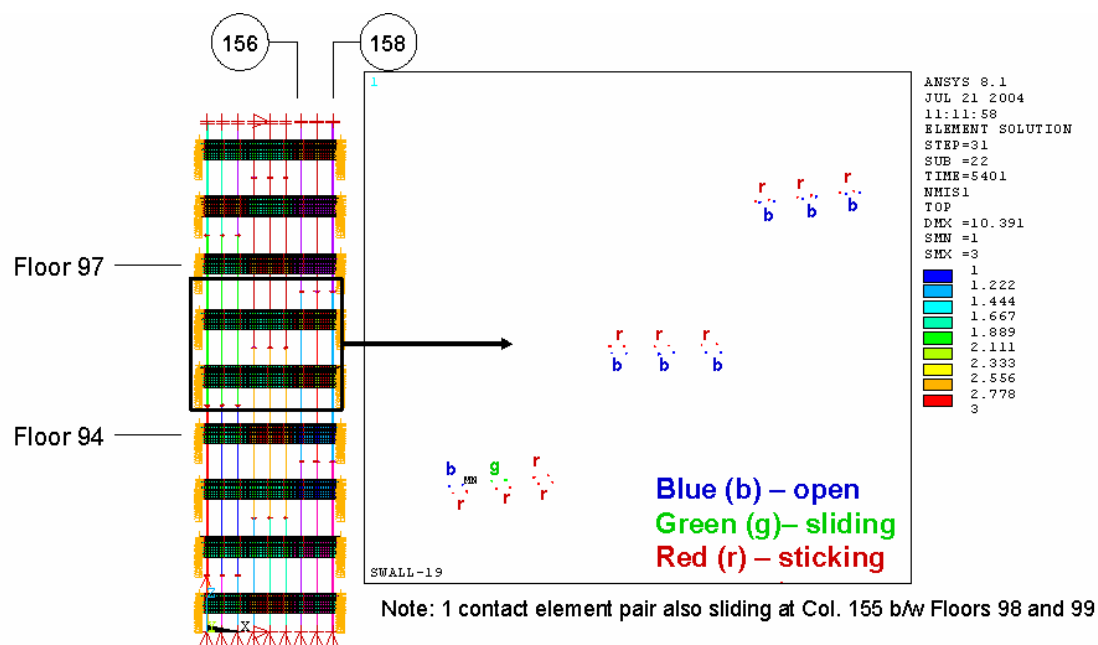 156
158
1
ANSYS 8.1
JUL 21 2004
11:11:58
ELEMENT SOLUTION
STEP=31
SUB =22
TIME=5401
NMIS1
TOP
DMX =10.391
SMN =1
SMX =3
1
1.222
1.444
1.667
1.889
2.111
2.333
2.556
2.778
3
r r r
b b b
Floor 97
r r r
b b b
Floor 94
b MN g r
r r r
Blue (b) – open
Green (g)– sliding
Red (r) – sticking
SWALL-19
Z
X
Note: 1 contact element pair also sliding at Col. 155 b/w Floors 98 and 99